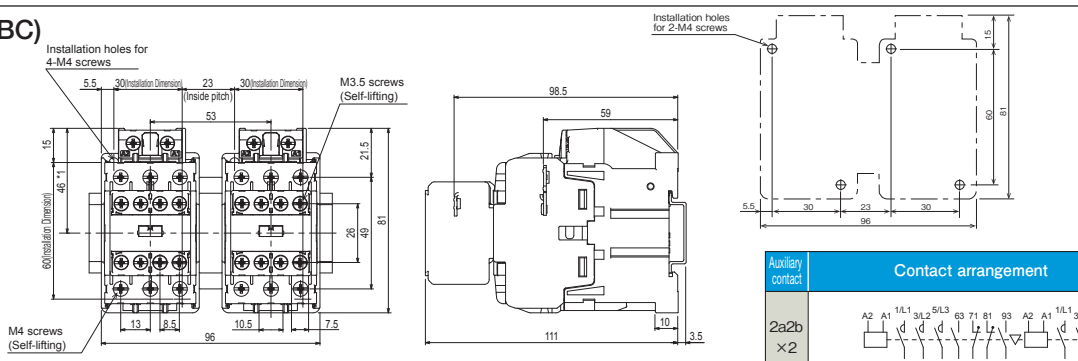 BC)
Installation holes for
4-M4 screws
5.5
30(Installation Dimension)
23
(Inside pitch)
30(Installation Dimension)
M3.5 screws
(Self-lifting)
53
15
46 *1
60(Installation Dimension)
21.5
26
49
81
M4 screws
(Self-lifting)
13
8.5
10.5
7.5
96
98.5
59
10
3.5
111
Installation holes
for 2-M4 screws
15
60
81
5.5
30
23
30
96
Auxiliary
contact
Contact arrangement
2a2b
×2
A2 A1 1/L1 3/L2 5/L3 63 71 81 93 A2 A1 1/L1